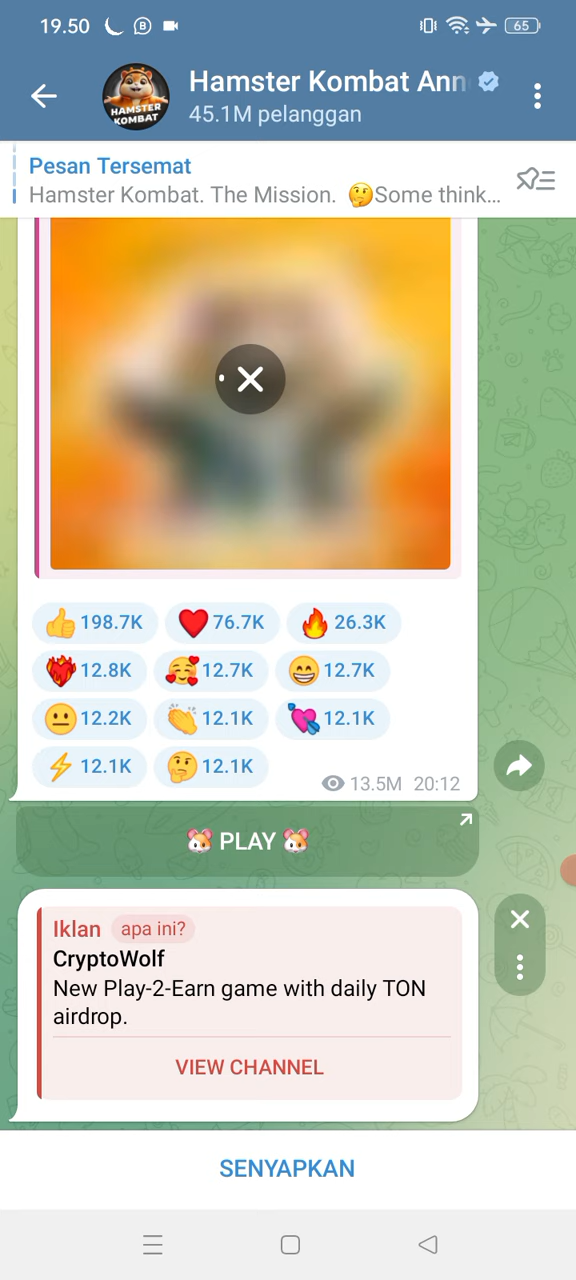 19.50
65
HAMSTER
KOMBAT
Hamster Kombat Ann
45.1M pelanggan
Pesan Tersemat
Hamster Kombat. The Mission. 🤔Some think...
👍 198.7K ❤️ 76.7K 🔥 26.3K
❤️‍🔥 12.8K 🥰 12.7K 😁 12.7K
😐 12.2K 👏 12.1K 💘 12.1K
⚡ 12.1K 🤔 12.1K
13.5M 20:12
🐹 PLAY 🐹
Iklan apa ini?
CryptoWolf
New Play-2-Earn game with daily TON
airdrop.
VIEW CHANNEL
SENYAPKAN